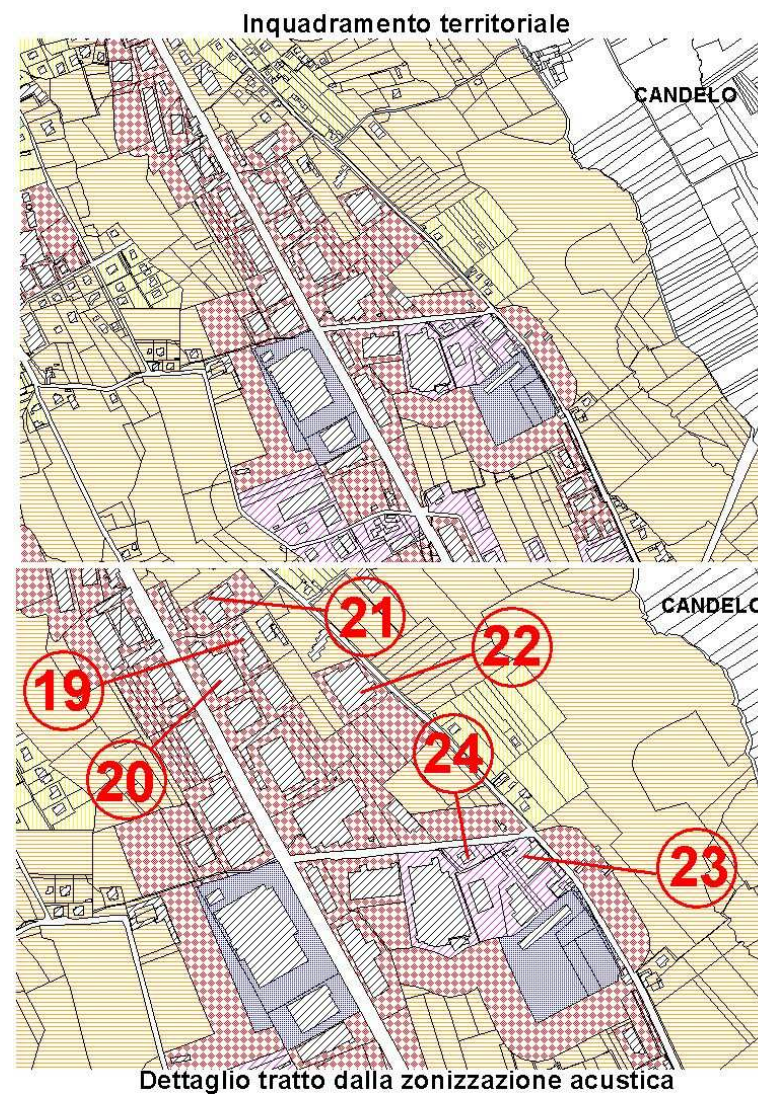 Inquadramento territoriale
CANDELO
CANDELO
21
22
19
24
20
23
Dettaglio tratto dalla zonizzazione acustica